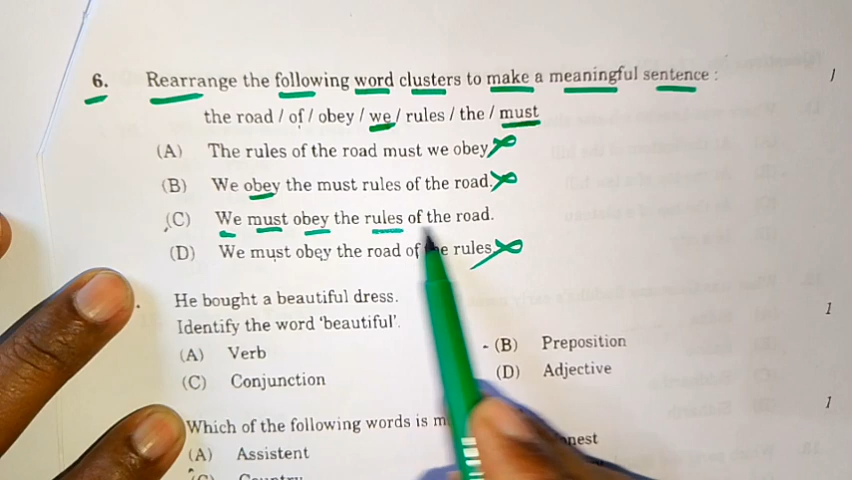 6. Rearrange the following word clusters to make a meaningful sentence : 1
the road / of / obey / we / rules / the / must
(A) The rules of the road must we obey
(B) We obey the must rules of the road.
(C) We must obey the rules of the road.
(D) We must obey the road of the rules
He bought a beautiful dress.
Identify the word 'beautiful'. 1
(A) Verb (B) Preposition
(C) Conjunction (D) Adjective
Which of the following words is 1
(A) Assistent
(C) Country